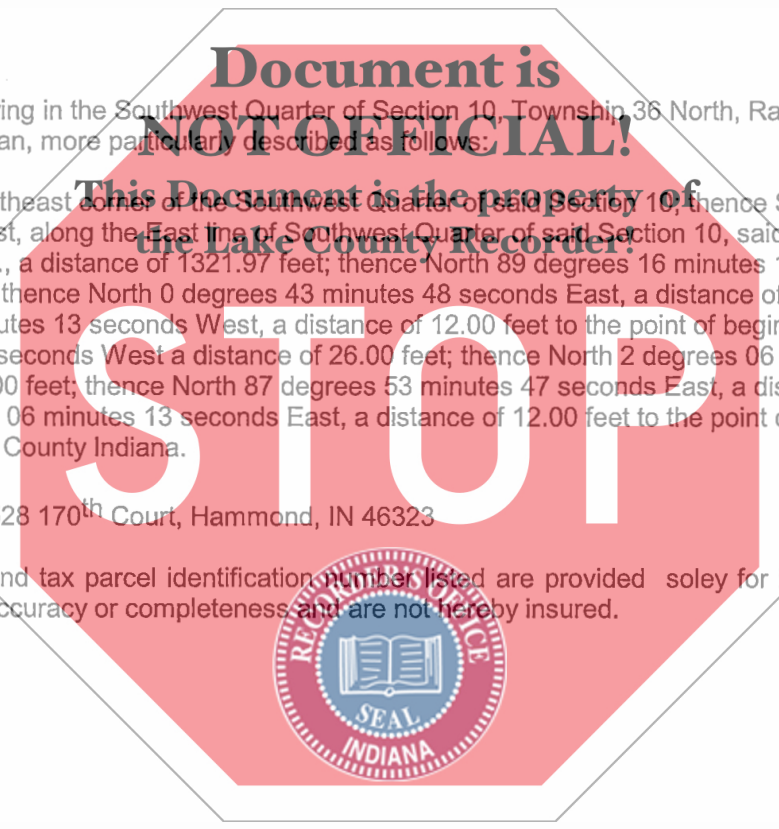 Document is
ing in the Southwest Quarter of Section 10, Township 36 North, Ra
NOT OFFICIAL!
an, more particularly described as follows:
This Document is the property of
theast corner of the Southwest Quarter of said Section 10, thence S
st, along the East line of Southwest Quarter of said Section 10, said
the Lake County Recorder!
., a distance of 1321.97 feet; thence North 89 degrees 16 minutes 1
thence North 0 degrees 43 minutes 48 seconds East, a distance of
utes 13 seconds West, a distance of 12.00 feet to the point of begin
seconds West a distance of 26.00 feet; thence North 2 degrees 06
00 feet; thence North 87 degrees 53 minutes 47 seconds East, a dis
06 minutes 13 seconds East, a distance of 12.00 feet to the point o
County Indiana.
STOP
28 170th Court, Hammond, IN 46323
nd tax parcel identification number listed are provided soley for
ccuracy or completeness and are not hereby insured.
RECORDER'S OFFICE
SEAL
INDIANA